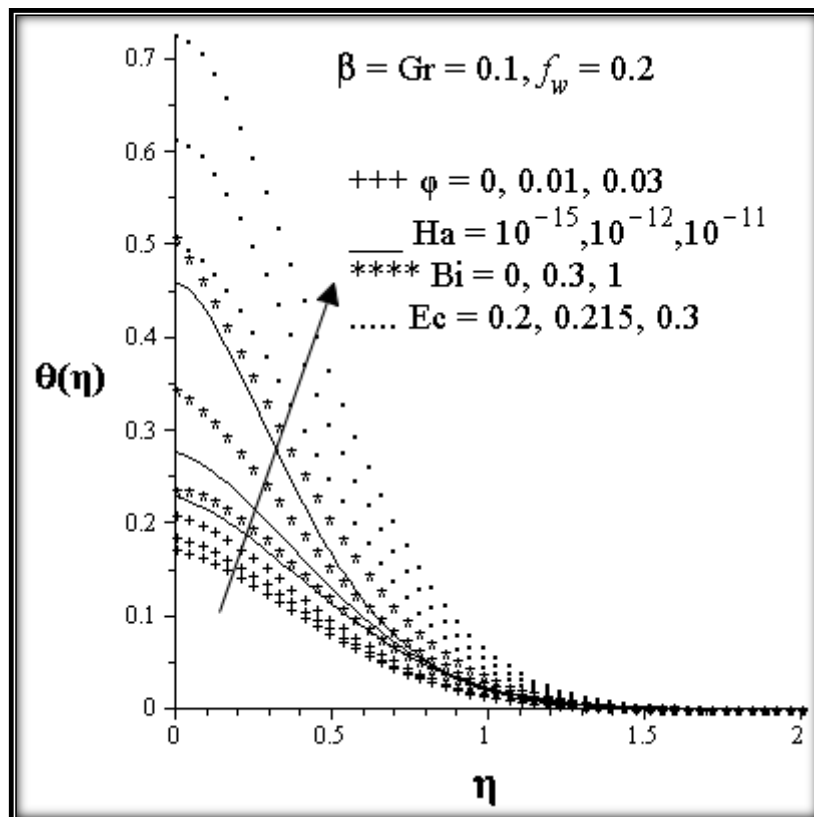 β = Gr = 0.1, f_w = 0.2
+++ φ = 0, 0.01, 0.03
___ Ha = 10^{-15},10^{-12},10^{-11}
**** Bi = 0, 0.3, 1
..... Ec = 0.2, 0.215, 0.3
θ(η)
0.7
0.6
0.5
0.4
0.3
0.2
0.1
0
0 0.5 1 1.5 2
η